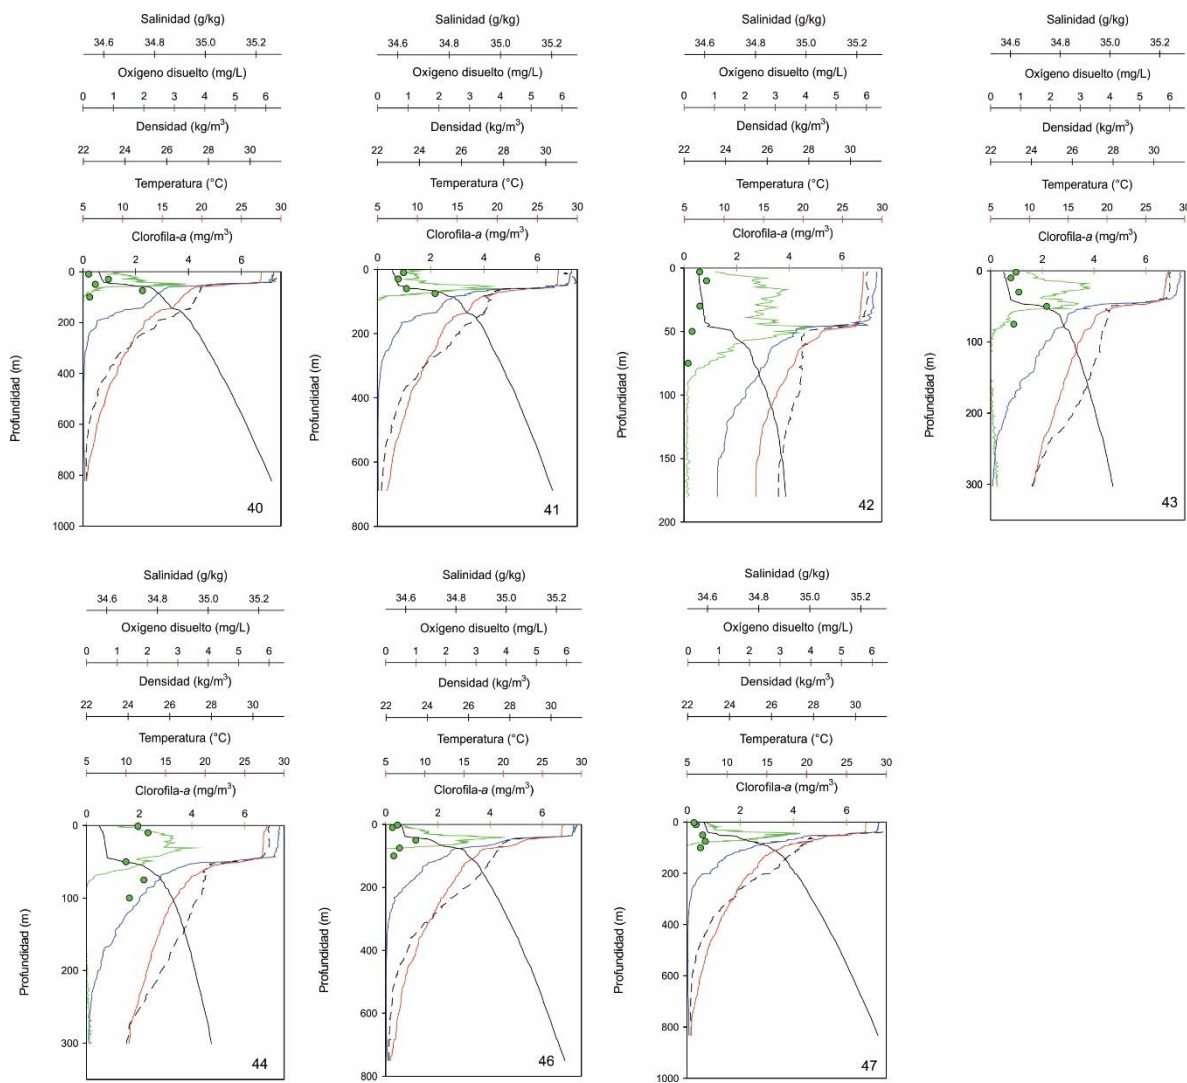 Salinidad (g/kg)
34.6 34.8 35.0 35.2
Oxígeno disuelto (mg/L)
0 1 2 3 4 5 6
Densidad (kg/m³)
22 24 26 28 30
Temperatura (°C)
5 10 15 20 25 30
Clorofila-a (mg/m³)
0 2 4 6
Profundidad (m)
0
200
400
600
800
1000
40
Salinidad (g/kg)
34.6 34.8 35.0 35.2
Oxígeno disuelto (mg/L)
0 1 2 3 4 5 6
Densidad (kg/m³)
22 24 26 28 30
Temperatura (°C)
5 10 15 20 25 30
Clorofila-a (mg/m³)
0 2 4 6
Profundidad (m)
0
200
400
600
800
41
Salinidad (g/kg)
34.6 34.8 35.0 35.2
Oxígeno disuelto (mg/L)
0 1 2 3 4 5 6
Densidad (kg/m³)
22 24 26 28 30
Temperatura (°C)
5 10 15 20 25 30
Clorofila-a (mg/m³)
0 2 4 6
Profundidad (m)
0
50
100
150
200
42
Salinidad (g/kg)
34.6 34.8 35.0 35.2
Oxígeno disuelto (mg/L)
0 1 2 3 4 5 6
Densidad (kg/m³)
22 24 26 28 30
Temperatura (°C)
5 10 15 20 25 30
Clorofila-a (mg/m³)
0 2 4 6
Profundidad (m)
0
100
200
300
43
Salinidad (g/kg)
34.6 34.8 35.0 35.2
Oxígeno disuelto (mg/L)
0 1 2 3 4 5 6
Densidad (kg/m³)
22 24 26 28 30
Temperatura (°C)
5 10 15 20 25 30
Clorofila-a (mg/m³)
0 2 4 6
Profundidad (m)
0
100
200
300
44
Salinidad (g/kg)
34.6 34.8 35.0 35.2
Oxígeno disuelto (mg/L)
0 1 2 3 4 5 6
Densidad (kg/m³)
22 24 26 28 30
Temperatura (°C)
5 10 15 20 25 30
Clorofila-a (mg/m³)
0 2 4 6
Profundidad (m)
0
200
400
600
800
46
Salinidad (g/kg)
34.6 34.8 35.0 35.2
Oxígeno disuelto (mg/L)
0 1 2 3 4 5 6
Densidad (kg/m³)
22 24 26 28 30
Temperatura (°C)
5 10 15 20 25 30
Clorofila-a (mg/m³)
0 2 4 6
Profundidad (m)
0
200
400
600
800
1000
47